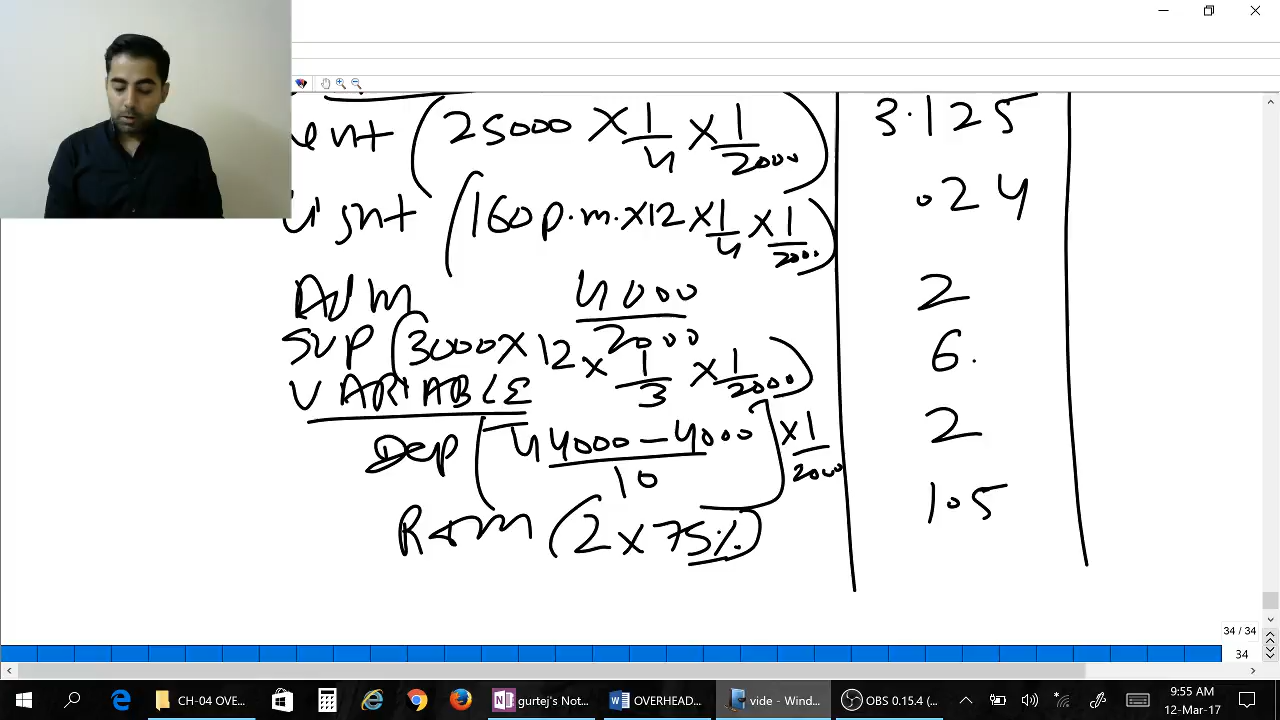 ent (25000 X 1/4 X 1/2000) 3.125
Light (160 p.m. X 12 X 1/4 X 1/2000) .24
Adm 4000/2000 2
SUP (3000 X 12 X 1/3 X 1/2000) 6.
VARIABLE
Dep [44000 - 4000 / 10] X 1/2000 2
R & M (2 X 75%) 1.5
34 / 34
34
CH-04 OVE...
gurtej's Not...
OVERHEAD...
vide - Wind...
OBS 0.15.4 (...
9:55 AM
12-Mar-17